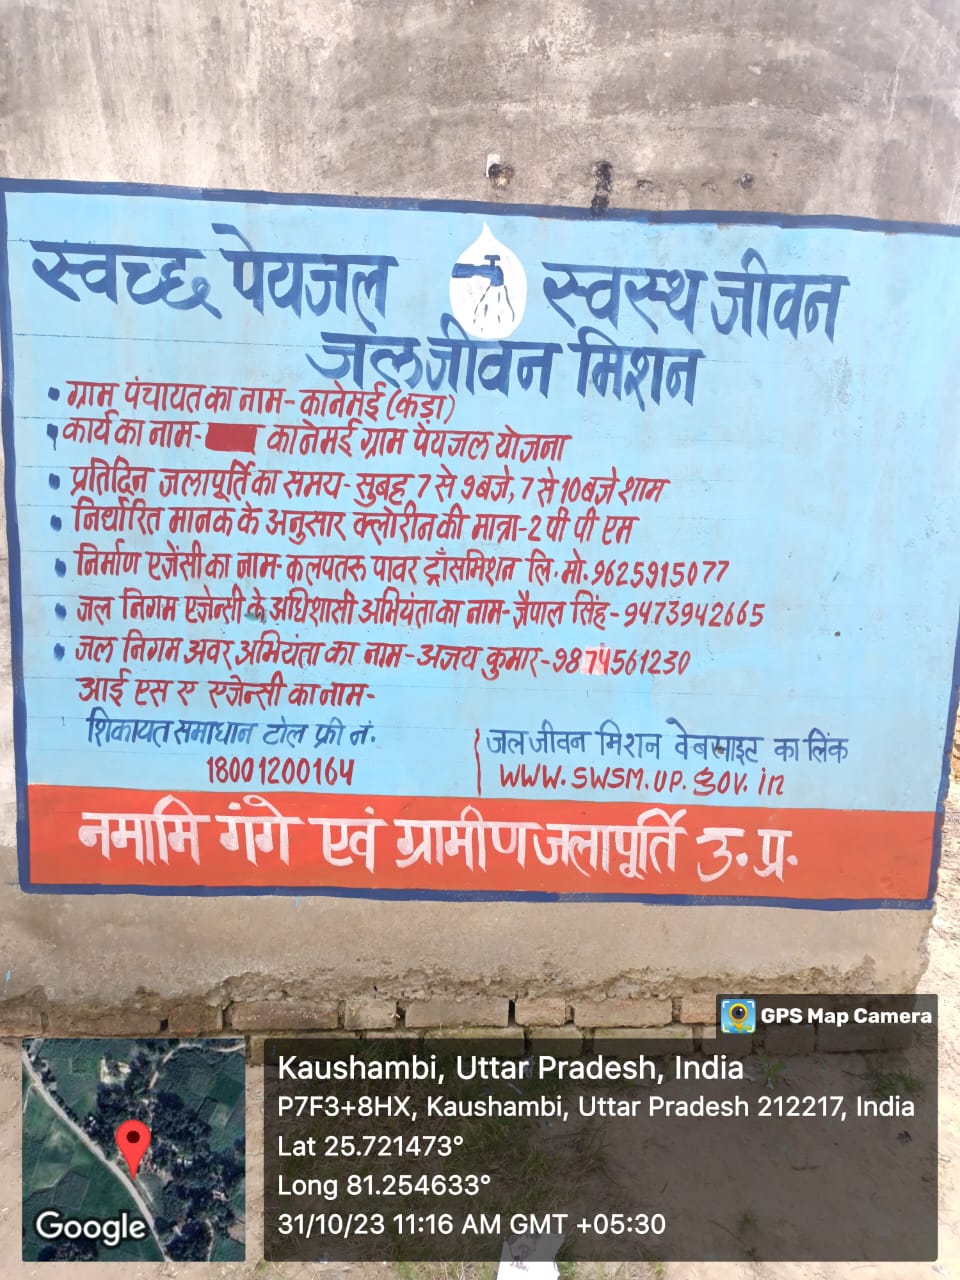 स्वच्छ पेयजल स्वस्थ जीवन
जल जीवन मिशन
• ग्राम पंचायत का नाम - कानेमई (कड़ा)
• कार्य का नाम - कानेमई ग्राम पेयजल योजना
• प्रतिदिन जलापूर्ति का समय - सुबह 7 से 9 बजे, 7 से 10 बजे शाम
• निर्धारित मानक के अनुसार क्लोरीन की मात्रा - 2 पी पी एम
• निर्माण एजेंसी का नाम - कलपतरू पावर ट्राँसमिशन लि. मो. 9625915077
• जल निगम एजेन्सी के अधिशासी अभियंता का नाम - जैपाल सिंह - 9473942665
• जल निगम अवर अभियंता का नाम - अजय कुमार - 9874561230
आई एस ए एजेन्सी का नाम -
शिकायत समाधान टोल फ्री नं.
18001200164
जल जीवन मिशन वेबसाइट का लिंक
WWW.SWSM.UP.gov.in
नमामि गंगे एवं ग्रामीण जलापूर्ति उ.प्र.
GPS Map Camera
Kaushambi, Uttar Pradesh, India
P7F3+8HX, Kaushambi, Uttar Pradesh 212217, India
Lat 25.721473°
Long 81.254633°
31/10/23 11:16 AM GMT +05:30
Google